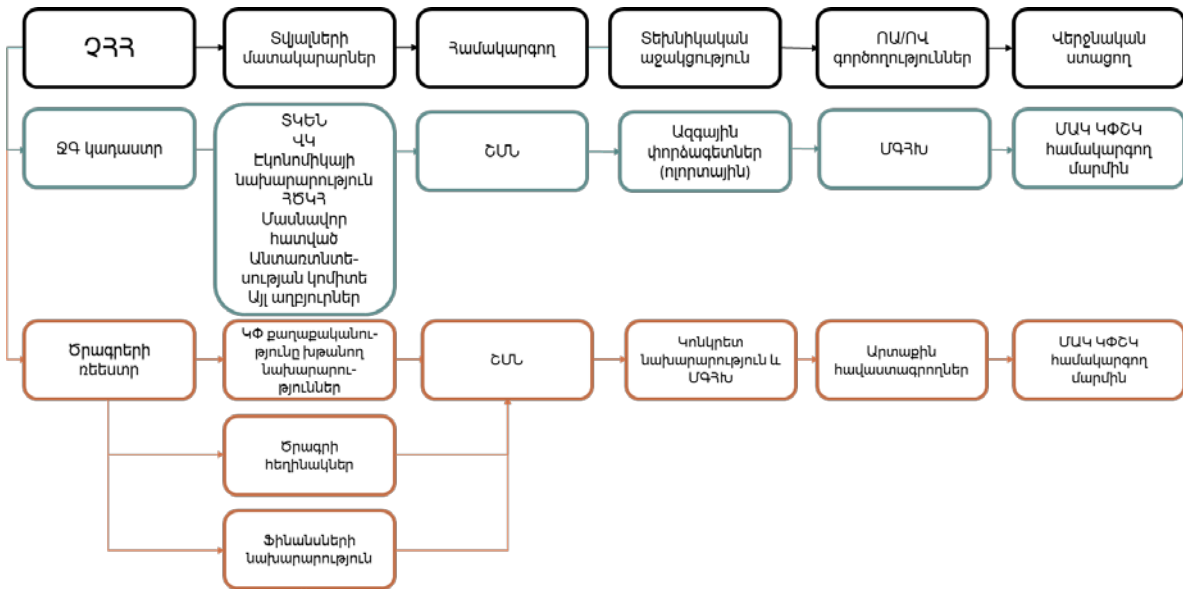 ՉՀՀ
Տվյալների
մատակարարներ
Համակարգող
Տեխնիկական
աջակցություն
ՈԱ/ՈՎ
գործողություններ
Վերջնական
ստացող
ՋԳ կադաստր
ՏԿԵՆ
ՎԿ
Էկոնոմիկայի
նախարարություն
ՀԾԿՀ
Մասնավոր
հատված
Անտառտնտե-
սության կոմիտե
Այլ աղբյուրներ
ՇՄՆ
Ազգային
փորձագետներ
(ոլորտային)
ՄԳՀԽ
ՄԱԿ ԿՓՇԿ
համակարգող
մարմին
Ծրագրերի
ռեեստր
ԿՓ քաղաքականու-
թյունը խթանող
նախարարու-
թյուններ
ՇՄՆ
Կոնկրետ
նախարարություն և
ՄԳՀԽ
Արտաքին
հավաստագրողներ
ՄԱԿ ԿՓՇԿ
համակարգող
մարմին
Ծրագրի
հեղինակներ
Ֆինանսների
նախարարություն